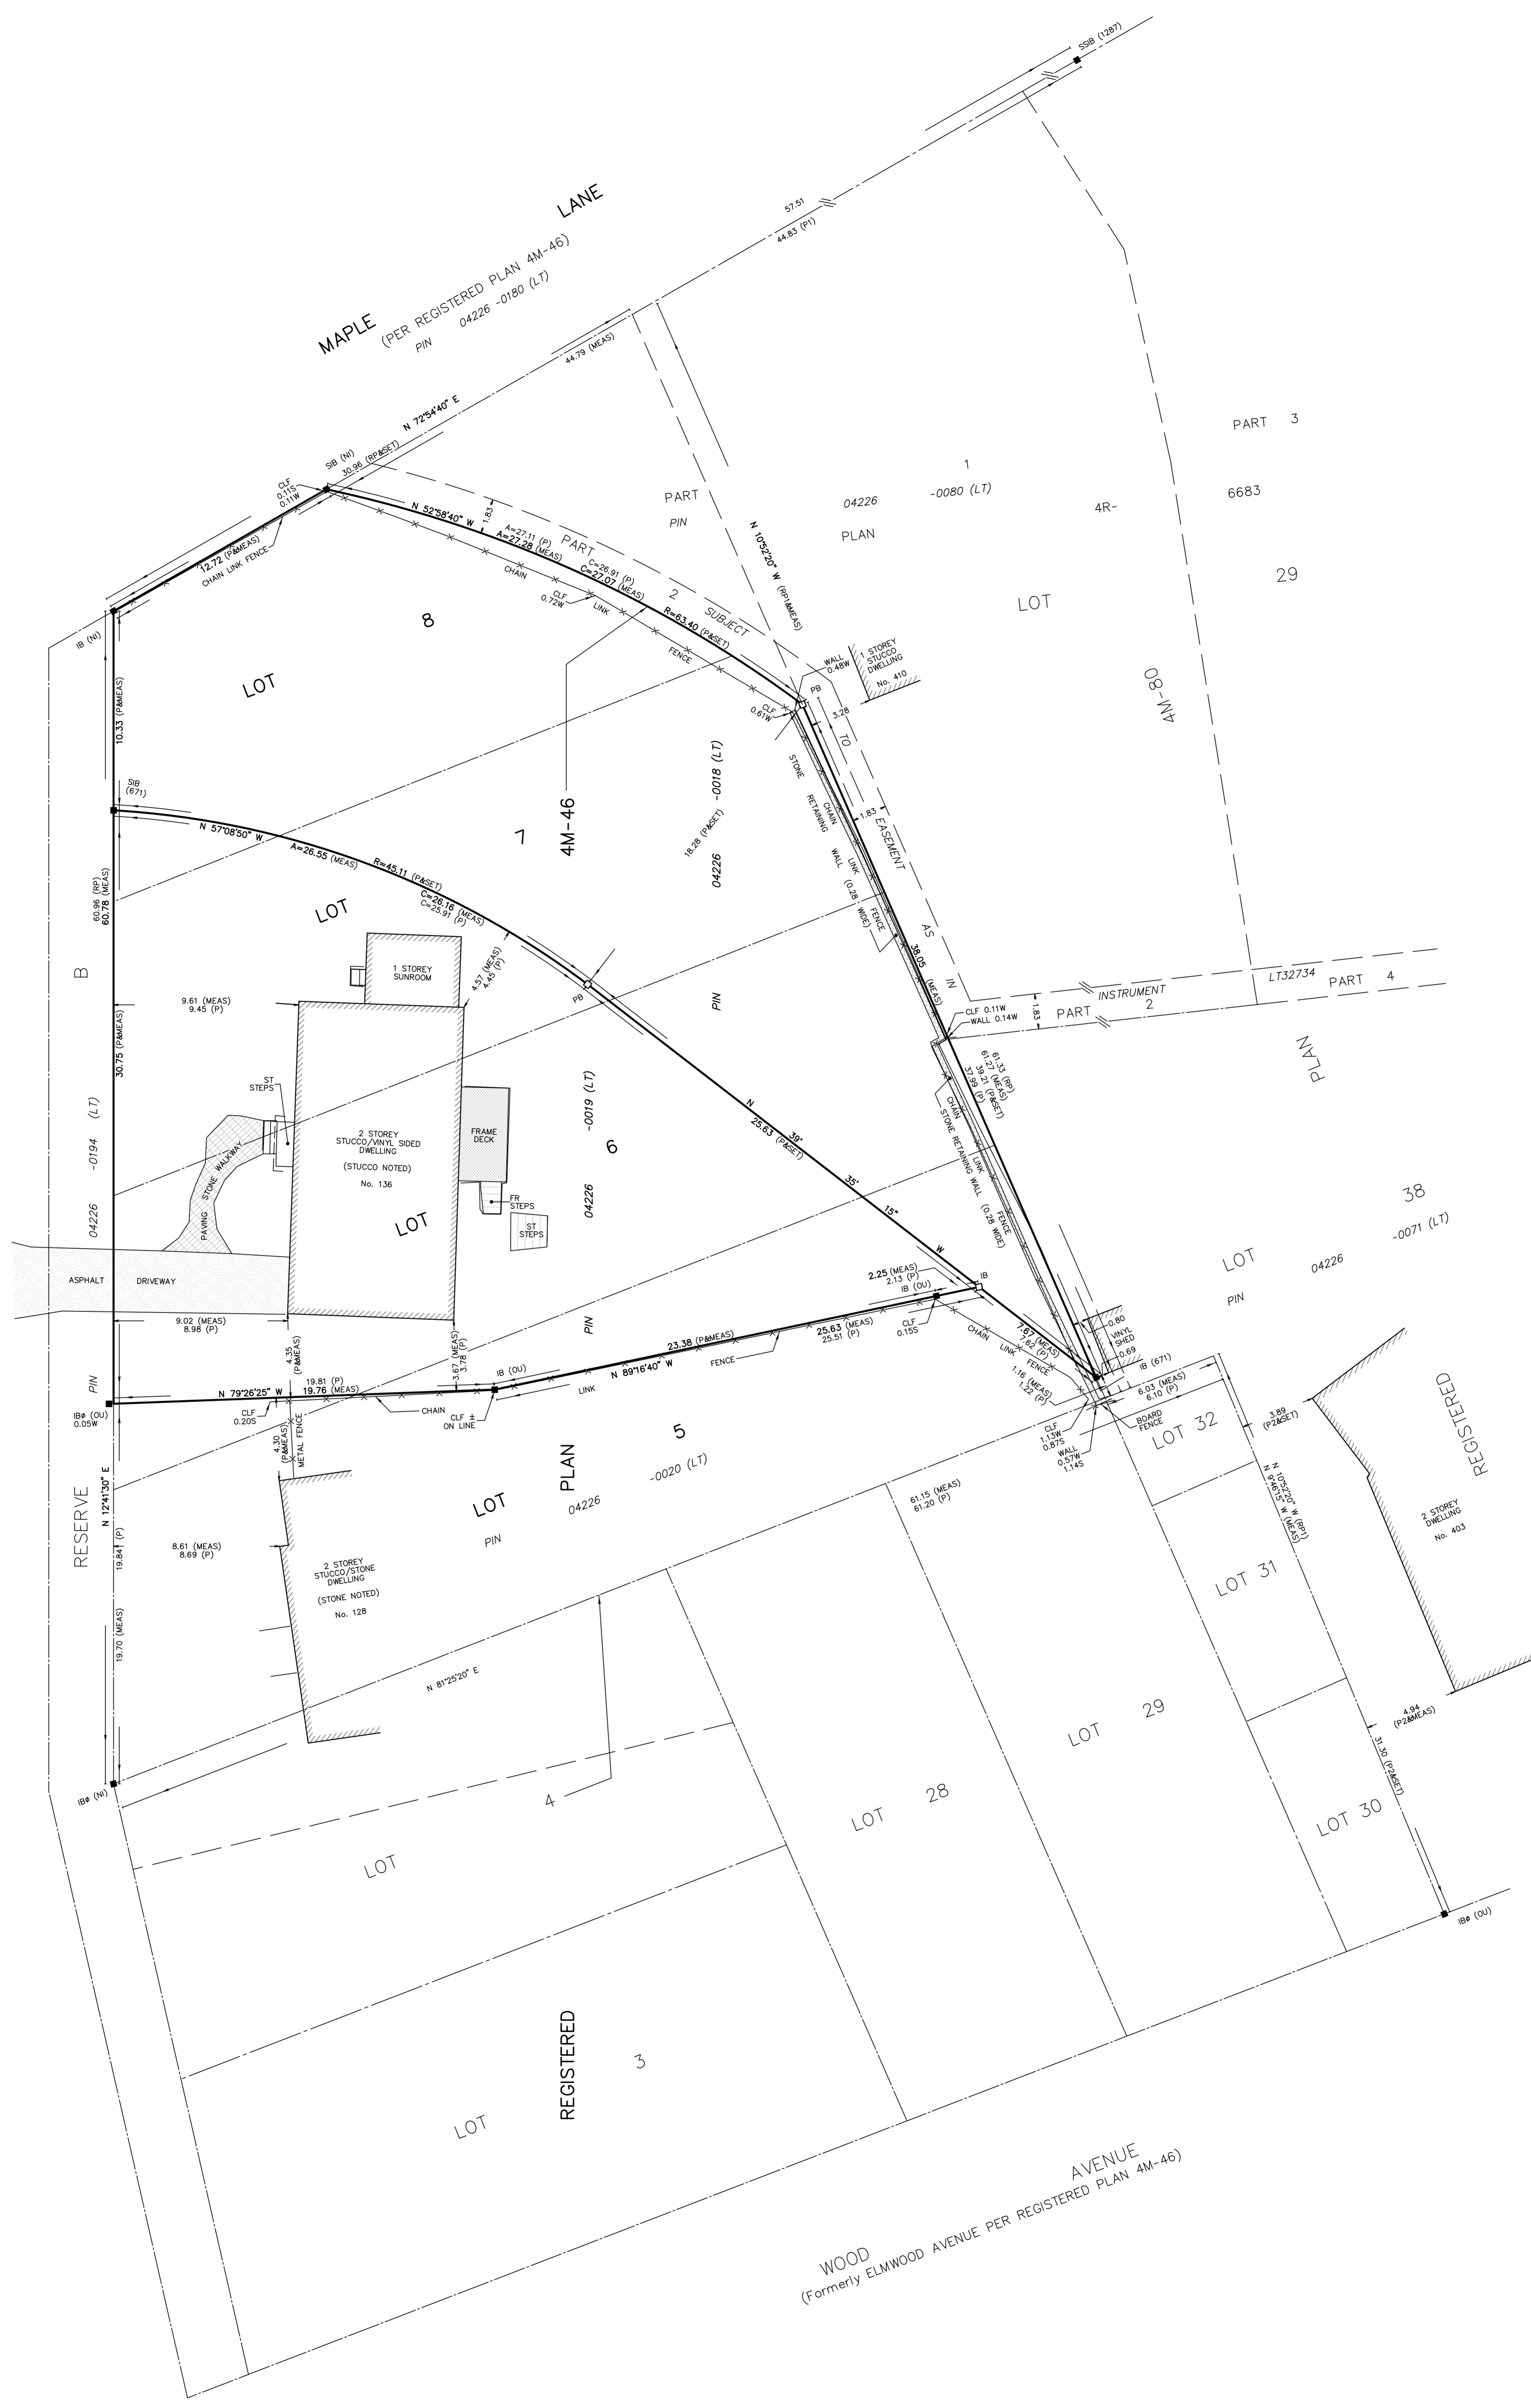 SSIB (1287)
57.51
44.83 (P1)
MAPLE LANE
(PER REGISTERED PLAN 4M-46)
PIN 04226 -0180 (LT)
44.79 (MEAS)
N 72°54'40" E
SIB (NI)
30.96 (RP&SET)
CLF
0.11S
0.11W
12.72 (P&MEAS)
CHAIN LINK FENCE
IB (NI)
N 52°58'40" W
1.83
A=27.11 (P)
A=27.28 (MEAS)
C=26.91 (P)
C=27.07 (MEAS)
R=63.40 (P&SET)
PART 2 SUBJECT TO EASEMENT AS IN INSTRUMENT LT32734
CHAIN LINK FENCE
CLF
0.72W
8
LOT
PART 1
PIN 04226 -0080 (LT)
PLAN 4R- 6683
PART 3
LOT 29
4M-80
N 10°52'20" W (RP1&MEAS)
WALL
0.48W
1 STOREY
STUCCO
DWELLING
No. 410
PB
CLF
0.61W
3.28
10.33 (P&MEAS)
SIB
(671)
N 57°08'50" W
A=26.55 (MEAS)
R=45.11 (P&SET)
C=26.16 (MEAS)
C=25.91 (P)
7
4M-46
LOT
18.28 (P&SET)
PIN 04226 -0018 (LT)
STONE RETAINING WALL (0.28 WIDE)
CHAIN LINK FENCE
1.83
38.05 (MEAS)
60.96 (RP)
60.78 (MEAS)
B
1 STOREY
SUNROOM
4.57 (MEAS)
4.45 (P)
PB
9.61 (MEAS)
9.45 (P)
30.75 (P&MEAS)
CLF 0.11W
WALL 0.14W
1.83
PART 2
PART 4
PLAN
61.33 (RP)
61.27 (MEAS)
39.21 (P&SET)
37.99 (P)
ST
STEPS
2 STOREY
STUCCO/VINYL SIDED
DWELLING
(STUCCO NOTED)
No. 136
FRAME
DECK
FR
STEPS
ST
STEPS
PAVING STONE WALKWAY
LOT
6
PIN 04226 -0019 (LT)
N 39° 35' 15" W
25.63 (P&SET)
CHAIN LINK FENCE
STONE RETAINING WALL (0.28 WIDE)
38
LOT
PIN 04226 -0071 (LT)
PIN 04226 -0194 (LT)
ASPHALT DRIVEWAY
9.02 (MEAS)
8.98 (P)
4.35
(P&MEAS)
3.67 (MEAS)
3.78 (P)
2.25 (MEAS)
2.13 (P)
IB (OU)
IB
CLF
0.15S
23.38 (P&MEAS)
25.63 (MEAS)
25.51 (P)
N 89°16'40" W
FENCE
LINK
CHAIN
7.67 (MEAS)
7.62 (P)
CHAIN LINK FENCE
1.16 (MEAS)
1.22 (P)
0.80
VINYL
SHED
0.69
IB (671)
6.03 (MEAS)
6.10 (P)
BOARD
FENCE
19.81 (P)
19.76 (MEAS)
N 79°26'25" W
IB (OU)
CLF
0.20S
CLF ±
ON LINE
IBø (OU)
0.05W
4.30
(P&MEAS)
METAL FENCE
5
PLAN
LOT
PIN 04226 -0020 (LT)
CLF
1.13W
0.87S
WALL
0.57W
1.14S
LOT 32
3.89
(P2&SET)
REGISTERED
2 STOREY
DWELLING
No. 403
N 10°52'20" W (RP1)
N 9°46'15" W (MEAS)
61.15 (MEAS)
61.20 (P)
RESERVE
N 12°41'30" E
19.84 (P)
19.70 (MEAS)
8.61 (MEAS)
8.69 (P)
2 STOREY
STUCCO/STONE
DWELLING
(STONE NOTED)
No. 128
LOT 31
N 81°25'20" E
4.94
(P2&MEAS)
31.30 (P2&SET)
LOT 29
IBø (NI)
4
LOT
LOT 28
LOT 30
IBø (OU)
REGISTERED
3
LOT
WOOD AVENUE
(Formerly ELMWOOD AVENUE PER REGISTERED PLAN 4M-46)